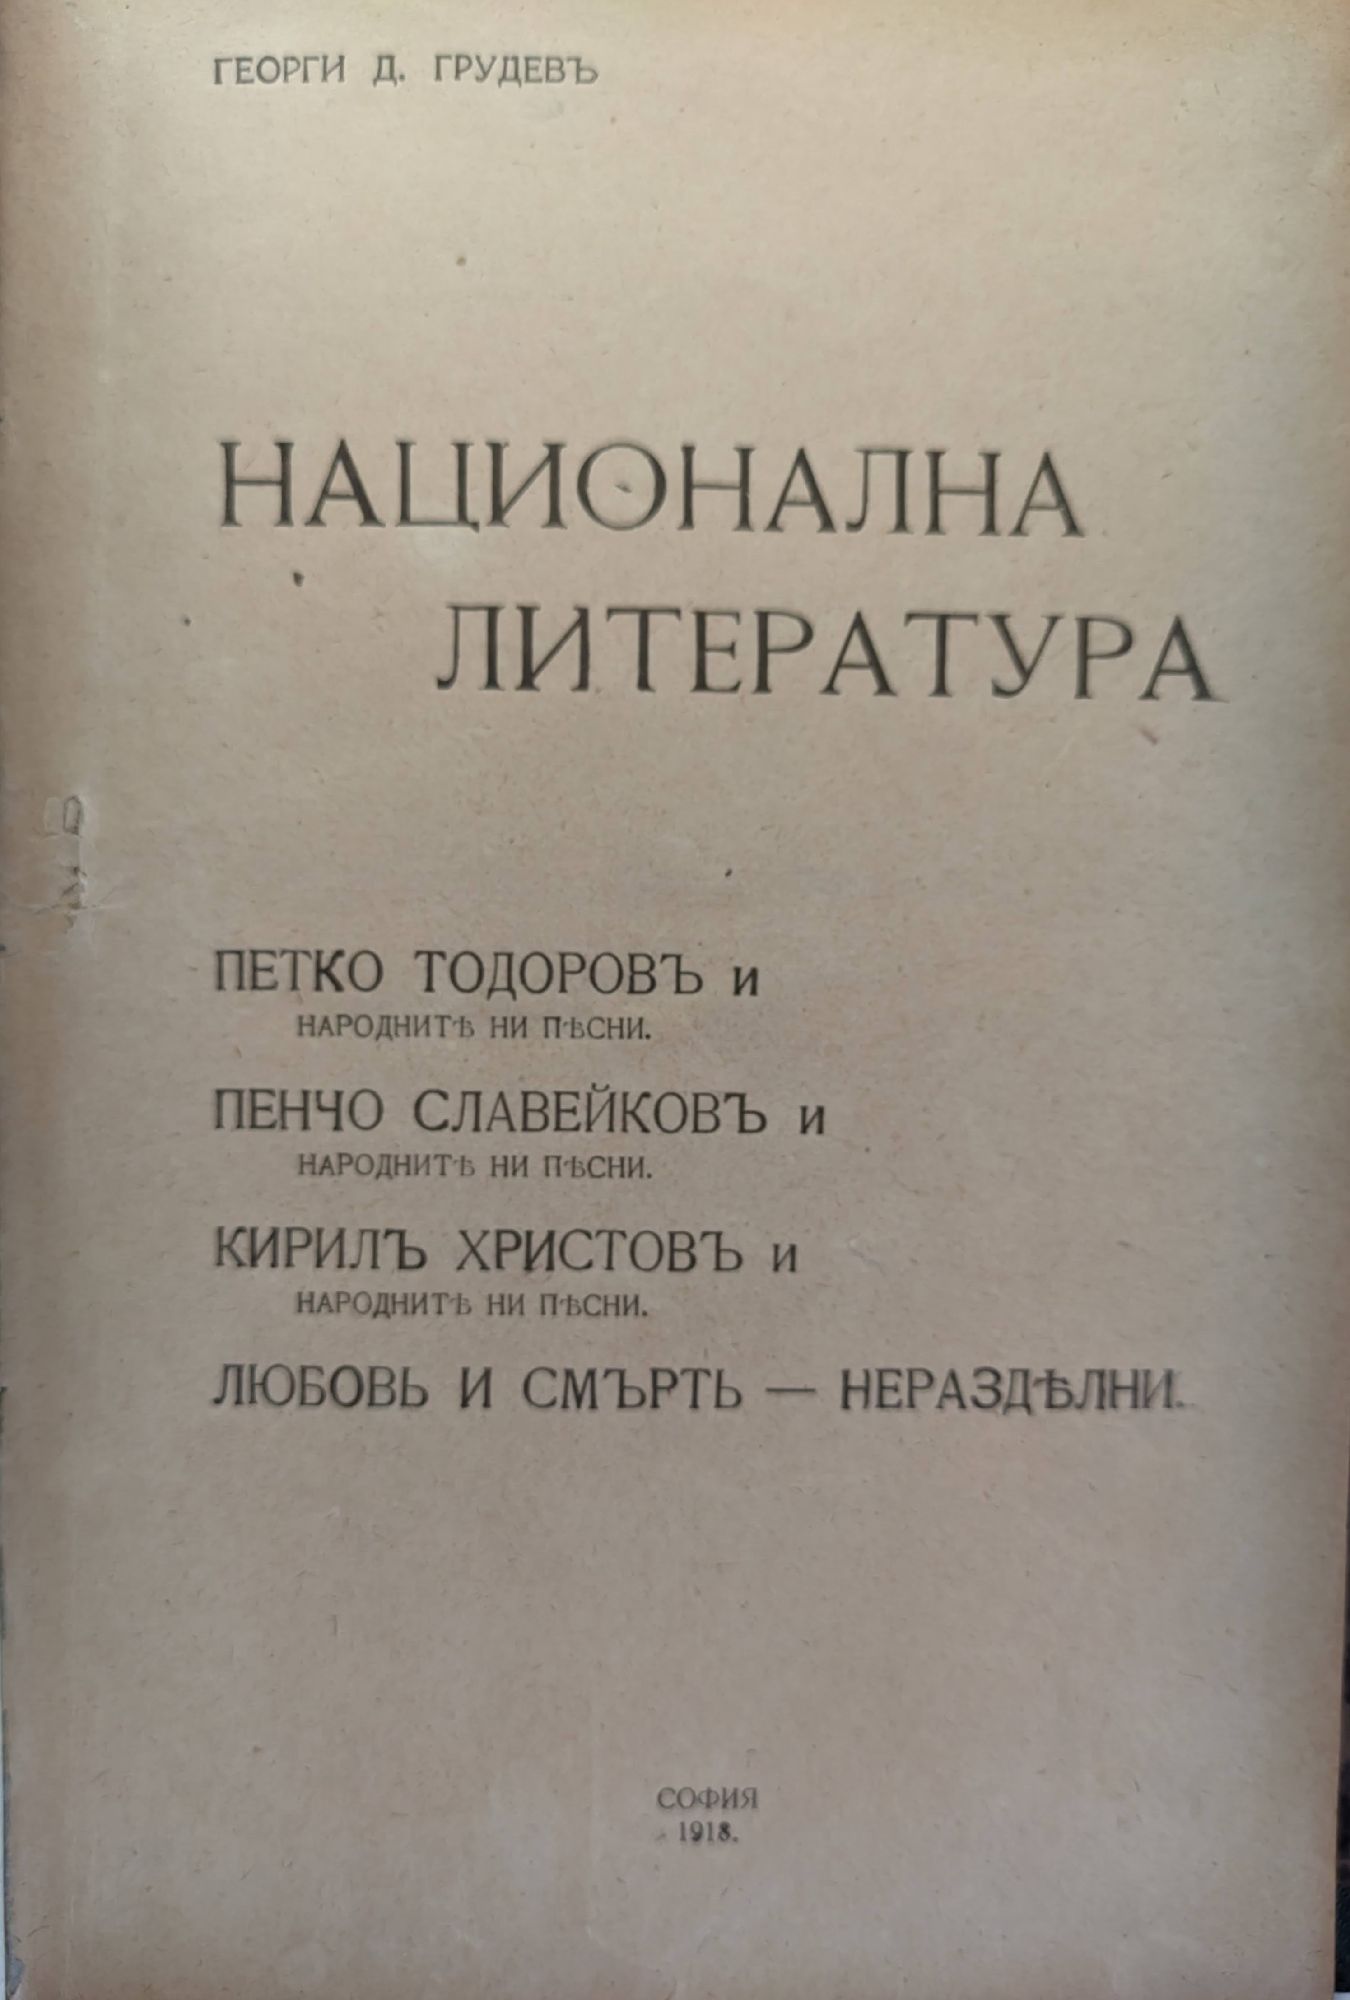 ГЕОРГИ Д. ГРУДЕВЪ
НАЦИОНАЛНА
ЛИТЕРАТУРА
ПЕТКО ТОДОРОВЪ и
НАРОДНИТѢ НИ ПѢСНИ.
ПЕНЧО СЛАВЕЙКОВЪ и
НАРОДНИТѢ НИ ПѢСНИ.
КИРИЛЪ ХРИСТОВЪ и
НАРОДНИТѢ НИ ПѢСНИ.
ЛЮБОВЬ И СМЪРТЬ — НЕРАЗДѢЛНИ.
СОФИЯ
1918.